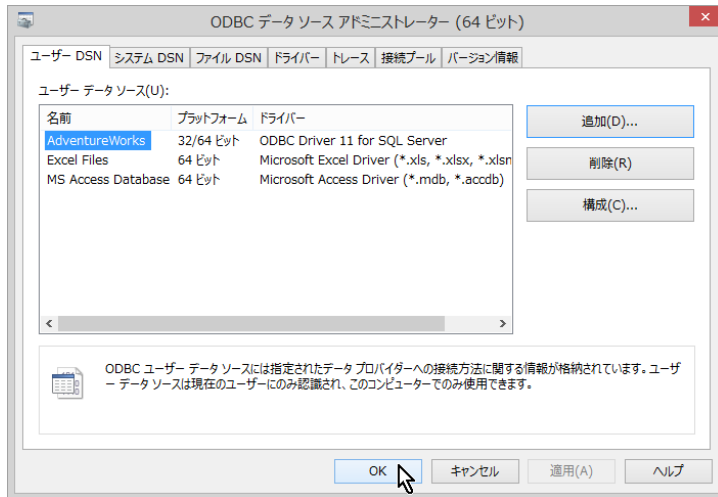 ODBC データ ソース アドミニストレーター (64 ビット)
ユーザー DSN システム DSN ファイル DSN ドライバー トレース 接続プール バージョン情報
ユーザー データ ソース(U):
名前 プラットフォーム ドライバー
AdventureWorks 32/64 ビット ODBC Driver 11 for SQL Server
Excel Files 64 ビット Microsoft Excel Driver (*.xls, *.xlsx, *.xlsm
MS Access Database 64 ビット Microsoft Access Driver (*.mdb, *.accdb)
追加(D)...
削除(R)
構成(C)...
ODBC ユーザー データ ソースには指定されたデータ プロバイダーへの接続方法に関する情報が格納されています。ユーザ
ー データ ソースは現在のユーザーにのみ認識され、このコンピューターでのみ使用できます。
OK キャンセル 適用(A) ヘルプ